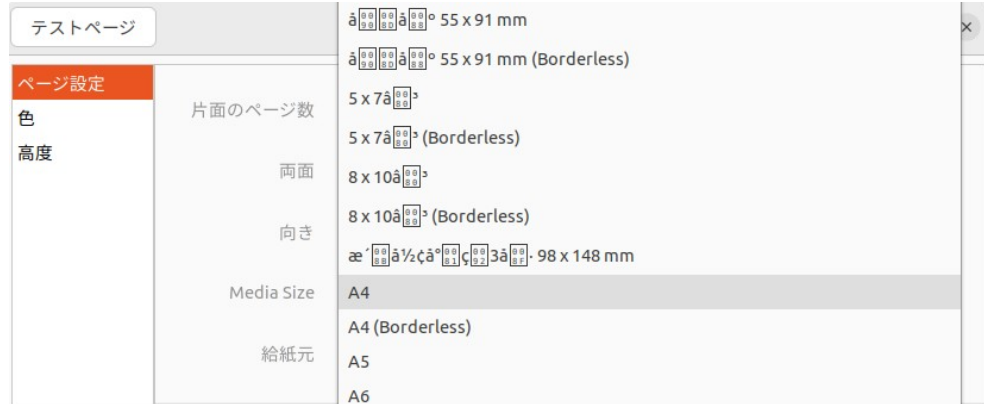 テストページ
×
ページ設定
色
高度
片面のページ数
両面
向き
Media Size
給紙元
55 x 91 mm
55 x 91 mm (Borderless)
5 x 7
5 x 7 (Borderless)
8 x 10
8 x 10 (Borderless)
98 x 148 mm
A4
A4 (Borderless)
A5
A6